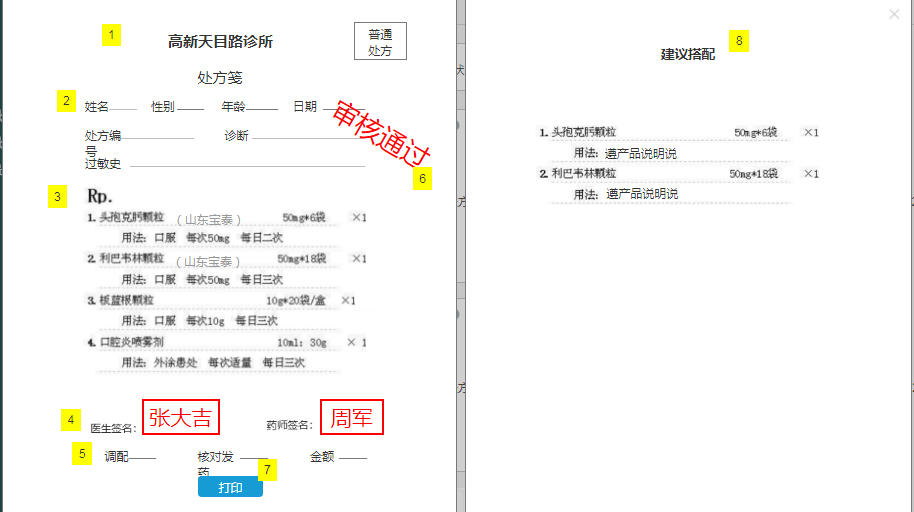 1
高新天目路诊所
普通
处方
处方笺
2
姓名 性别 年龄 日期
审核通过
处方编号 诊断
过敏史
6
3
Rp.
1. 头孢克肟颗粒 （山东宝泰） 50mg*6袋 ×1
用法: 口服 每次50mg 每日二次
2. 利巴韦林颗粒 （山东宝泰） 50mg*18袋 ×1
用法: 口服 每次50mg 每日三次
3. 板蓝根颗粒 10g*20袋/盒 ×1
用法: 口服 每次10g 每日三次
4. 口腔炎喷雾剂 10ml: 30g × 1
用法: 外涂患处 每次适量 每日三次
4
医生签名: 张大吉 药师签名: 周军
5
调配 核对发药 金额
7
打印
8
建议搭配
1. 头孢克肟颗粒 50mg*6袋 ×1
用法: 遵产品说明说
2. 利巴韦林颗粒 50mg*18袋 ×1
用法: 遵产品说明说